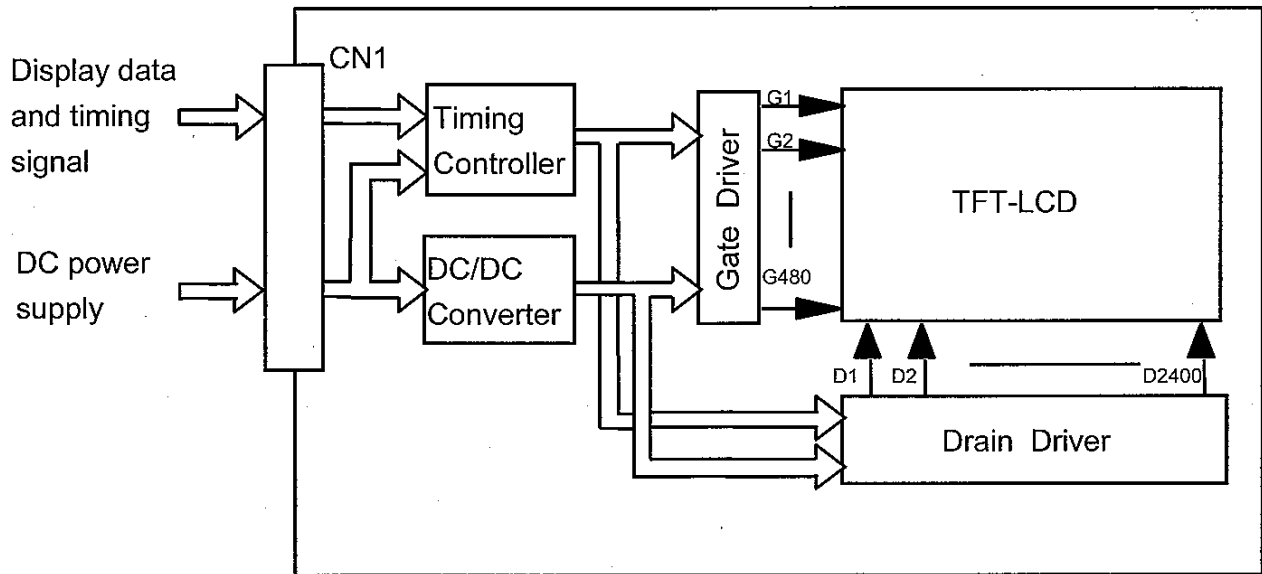 Display data
and timing
signal
CN1
Timing
Controller
DC power
supply
DC/DC
Converter
Gate Driver
G1
G2
G480
TFT-LCD
D1
D2
D2400
Drain Driver